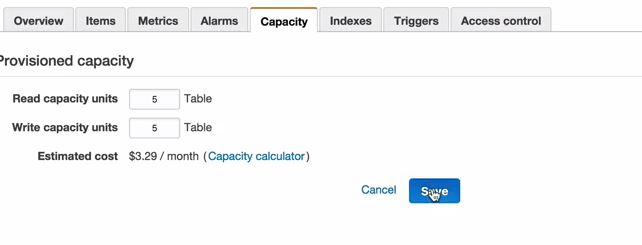 Overview Items Metrics Alarms Capacity Indexes Triggers Access control
Provisioned capacity
Read capacity units 5 Table
Write capacity units 5 Table
Estimated cost $3.29 / month (Capacity calculator)
Cancel Save